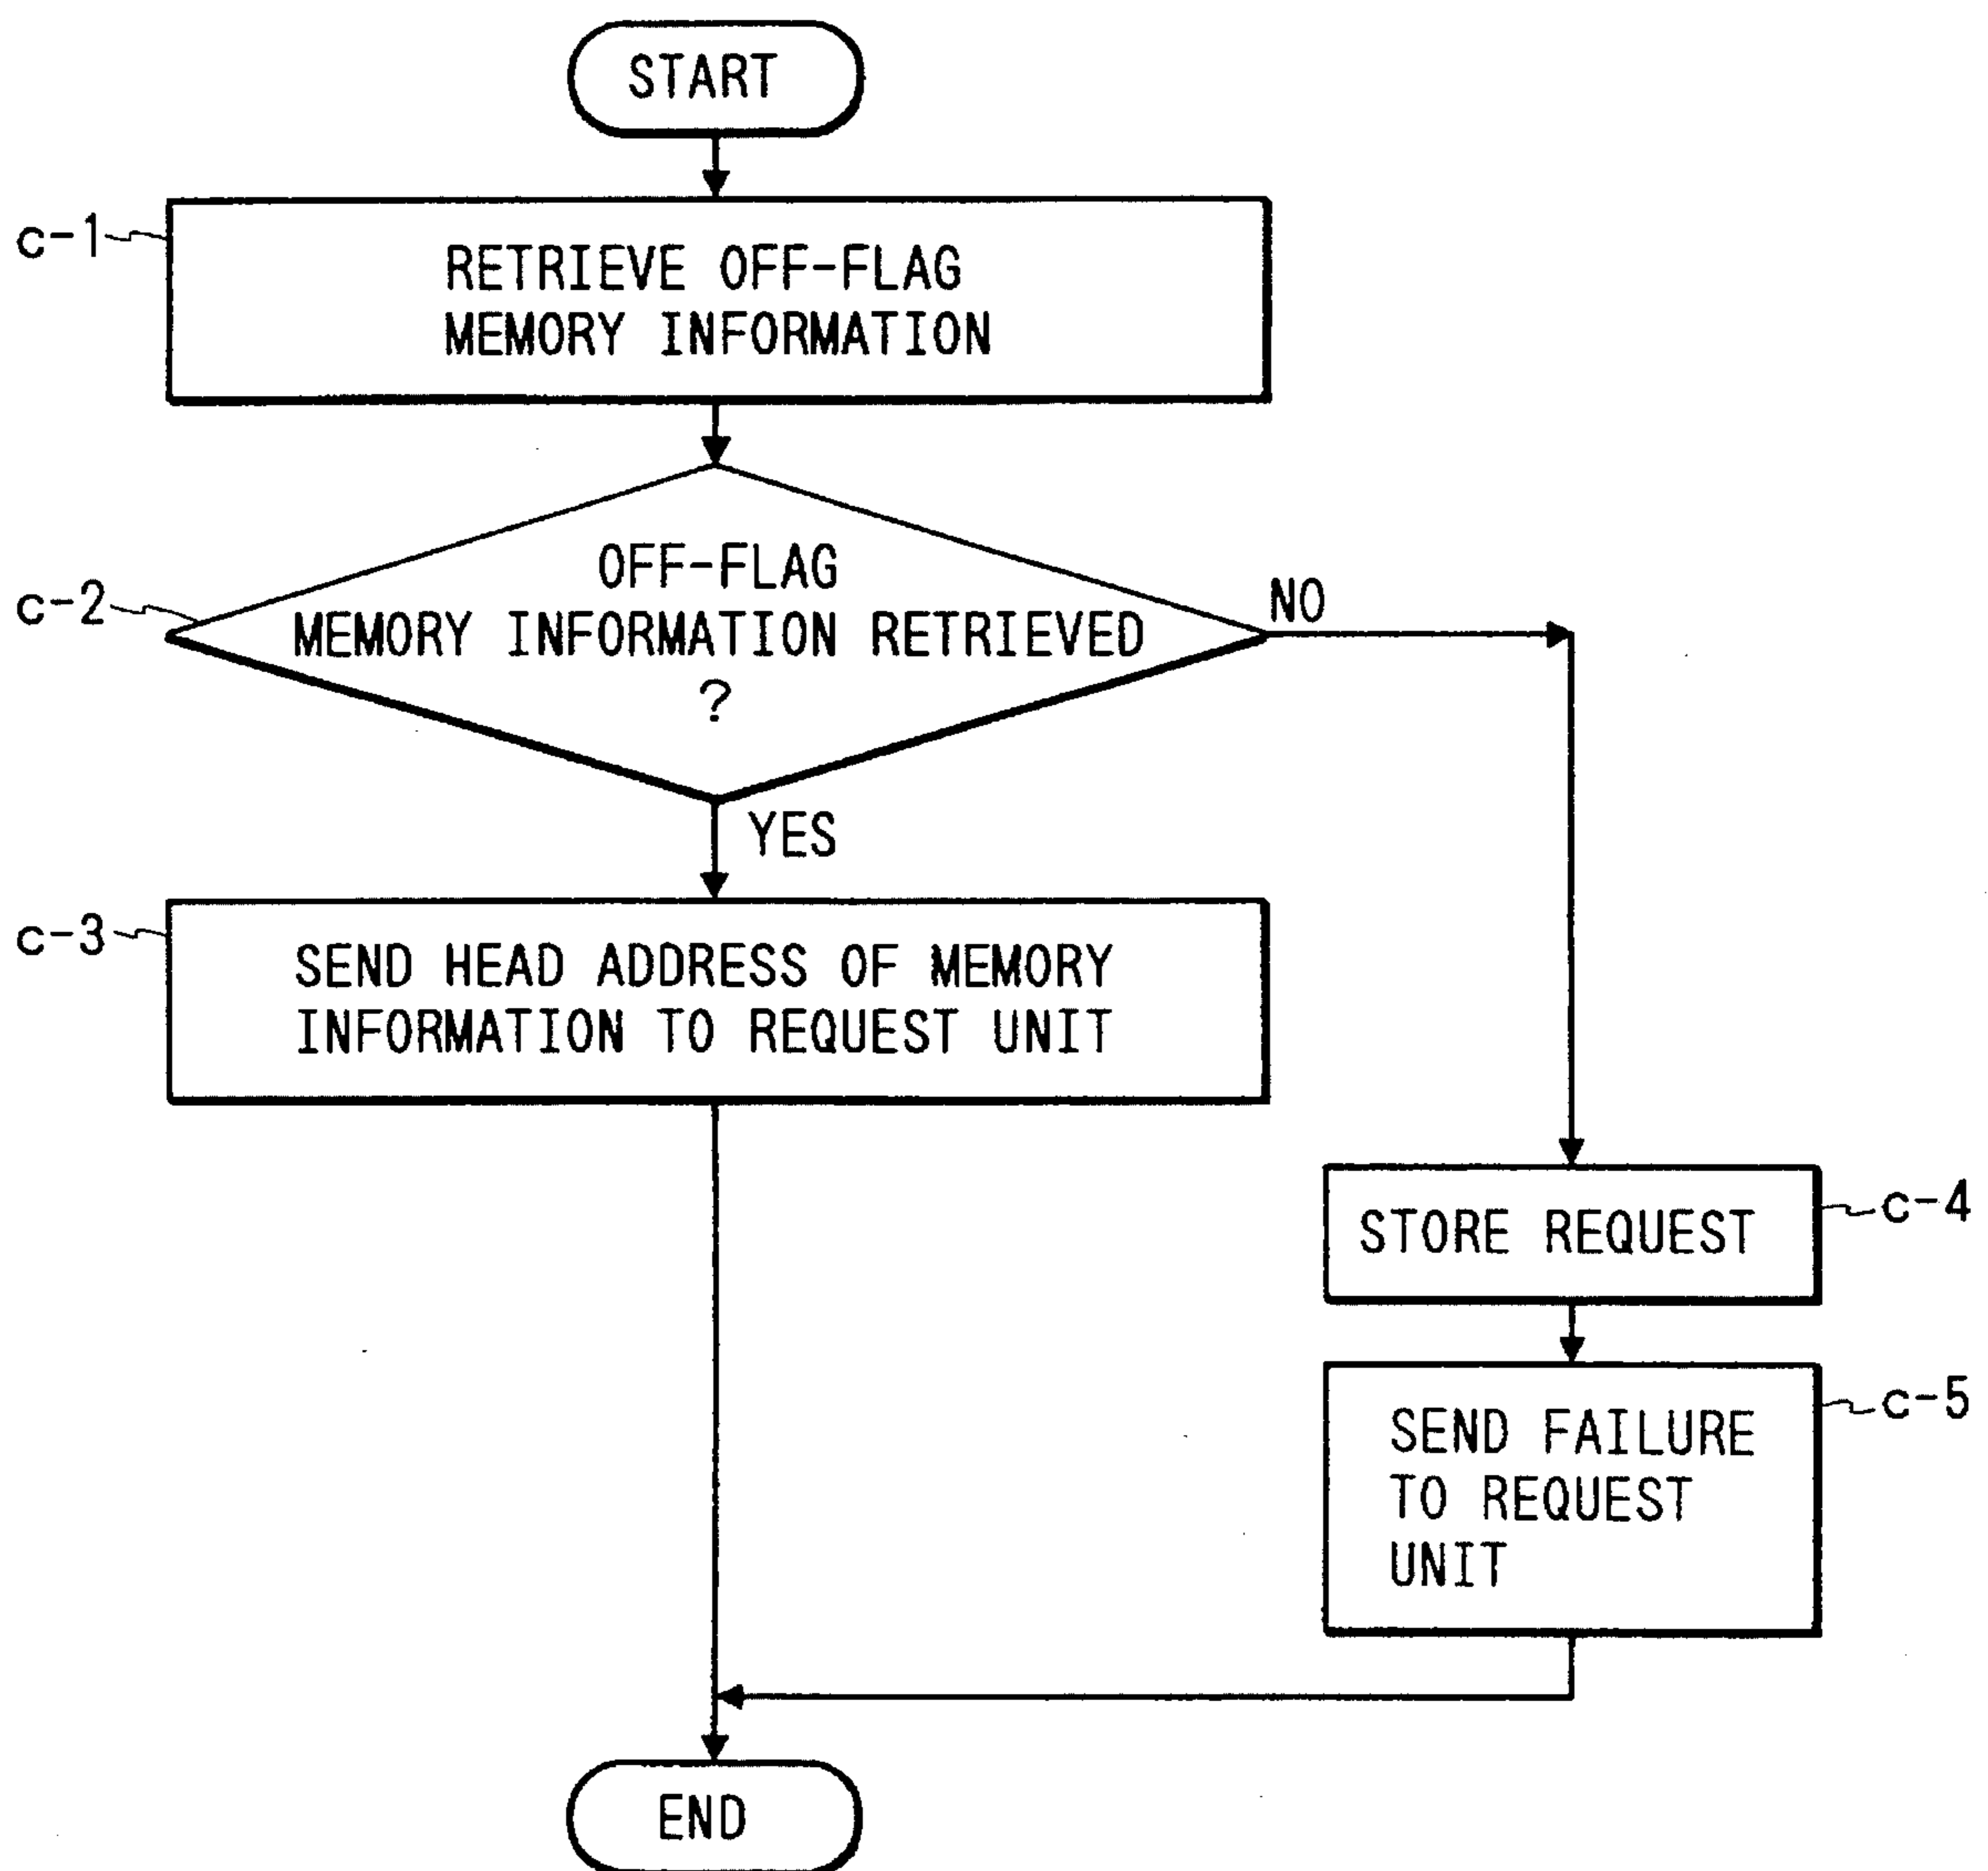 START
c-1
RETRIEVE OFF-FLAG
MEMORY INFORMATION
c-2
OFF-FLAG
MEMORY INFORMATION RETRIEVED
?
NO
YES
c-3
SEND HEAD ADDRESS OF MEMORY
INFORMATION TO REQUEST UNIT
c-4
STORE REQUEST
c-5
SEND FAILURE
TO REQUEST
UNIT
END